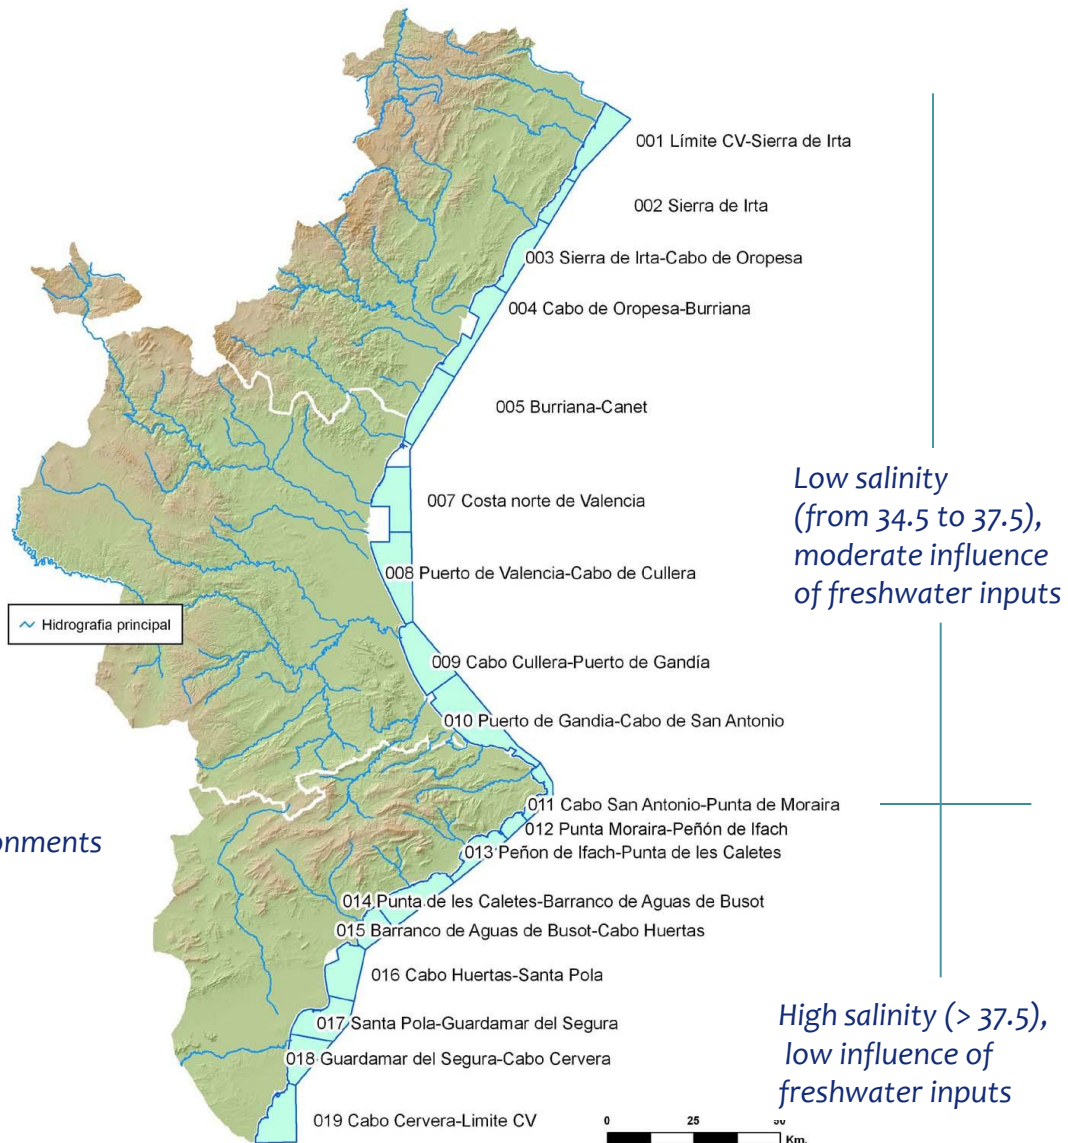 001 Límite CV-Sierra de Irta
002 Sierra de Irta
003 Sierra de Irta-Cabo de Oropesa
004 Cabo de Oropesa-Burriana
005 Burriana-Canet
Low salinity
(from 34.5 to 37.5),
moderate influence
of freshwater inputs
007 Costa norte de Valencia
008 Puerto de Valencia-Cabo de Cullera
Hidrografia principal
009 Cabo Cullera-Puerto de Gandía
010 Puerto de Gandia-Cabo de San Antonio
011 Cabo San Antonio-Punta de Moraira
012 Punta Moraira-Peñón de Ifach
onments
013 Peñon de Ifach-Punta de les Caletes
014 Punta de les Caletes-Barranco de Aguas de Busot
015 Barranco de Aguas de Busot-Cabo Huertas
016 Cabo Huertas-Santa Pola
017 Santa Pola-Guardamar del Segura
018 Guardamar del Segura-Cabo Cervera
High salinity (> 37.5),
low influence of
freshwater inputs
019 Cabo Cervera-Limite CV
0 25 50
Km.